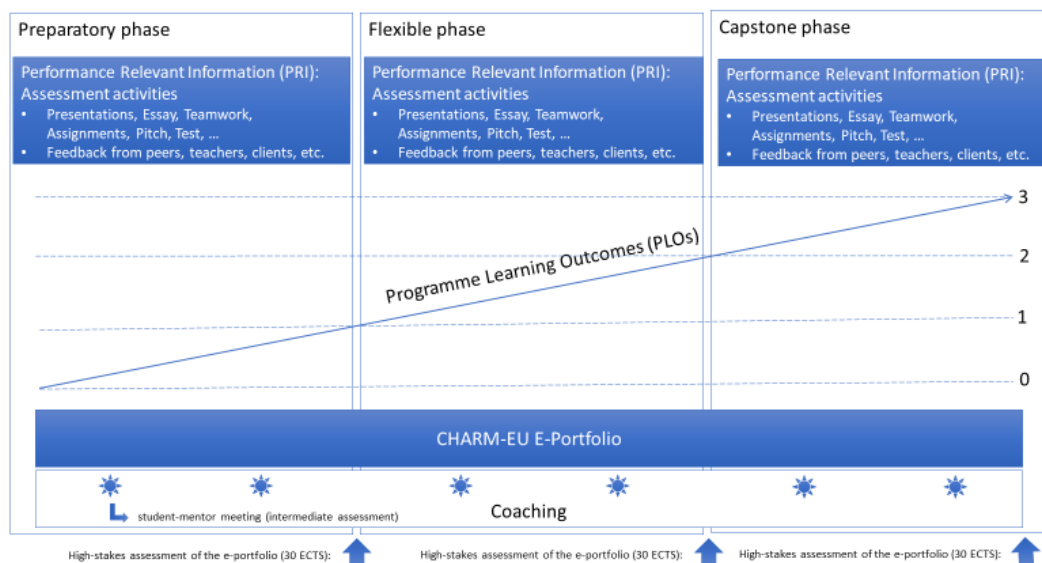 Preparatory phase
Performance Relevant Information (PRI):
Assessment activities
• Presentations, Essay, Teamwork,
Assignments, Pitch, Test, ...
• Feedback from peers, teachers, clients, etc.
Flexible phase
Performance Relevant Information (PRI):
Assessment activities
• Presentations, Essay, Teamwork,
Assignments, Pitch, Test, ...
• Feedback from peers, teachers, clients, etc.
Capstone phase
Performance Relevant Information (PRI):
Assessment activities
• Presentations, Essay, Teamwork,
Assignments, Pitch, Test, ...
• Feedback from peers, teachers, clients, etc.
3
Programme Learning Outcomes (PLOs)
2
1
0
CHARM-EU E-Portfolio
student-mentor meeting (intermediate assessment)
Coaching
High-stakes assessment of the e-portfolio (30 ECTS):
High-stakes assessment of the e-portfolio (30 ECTS):
High-stakes assessment of the e-portfolio (30 ECTS):